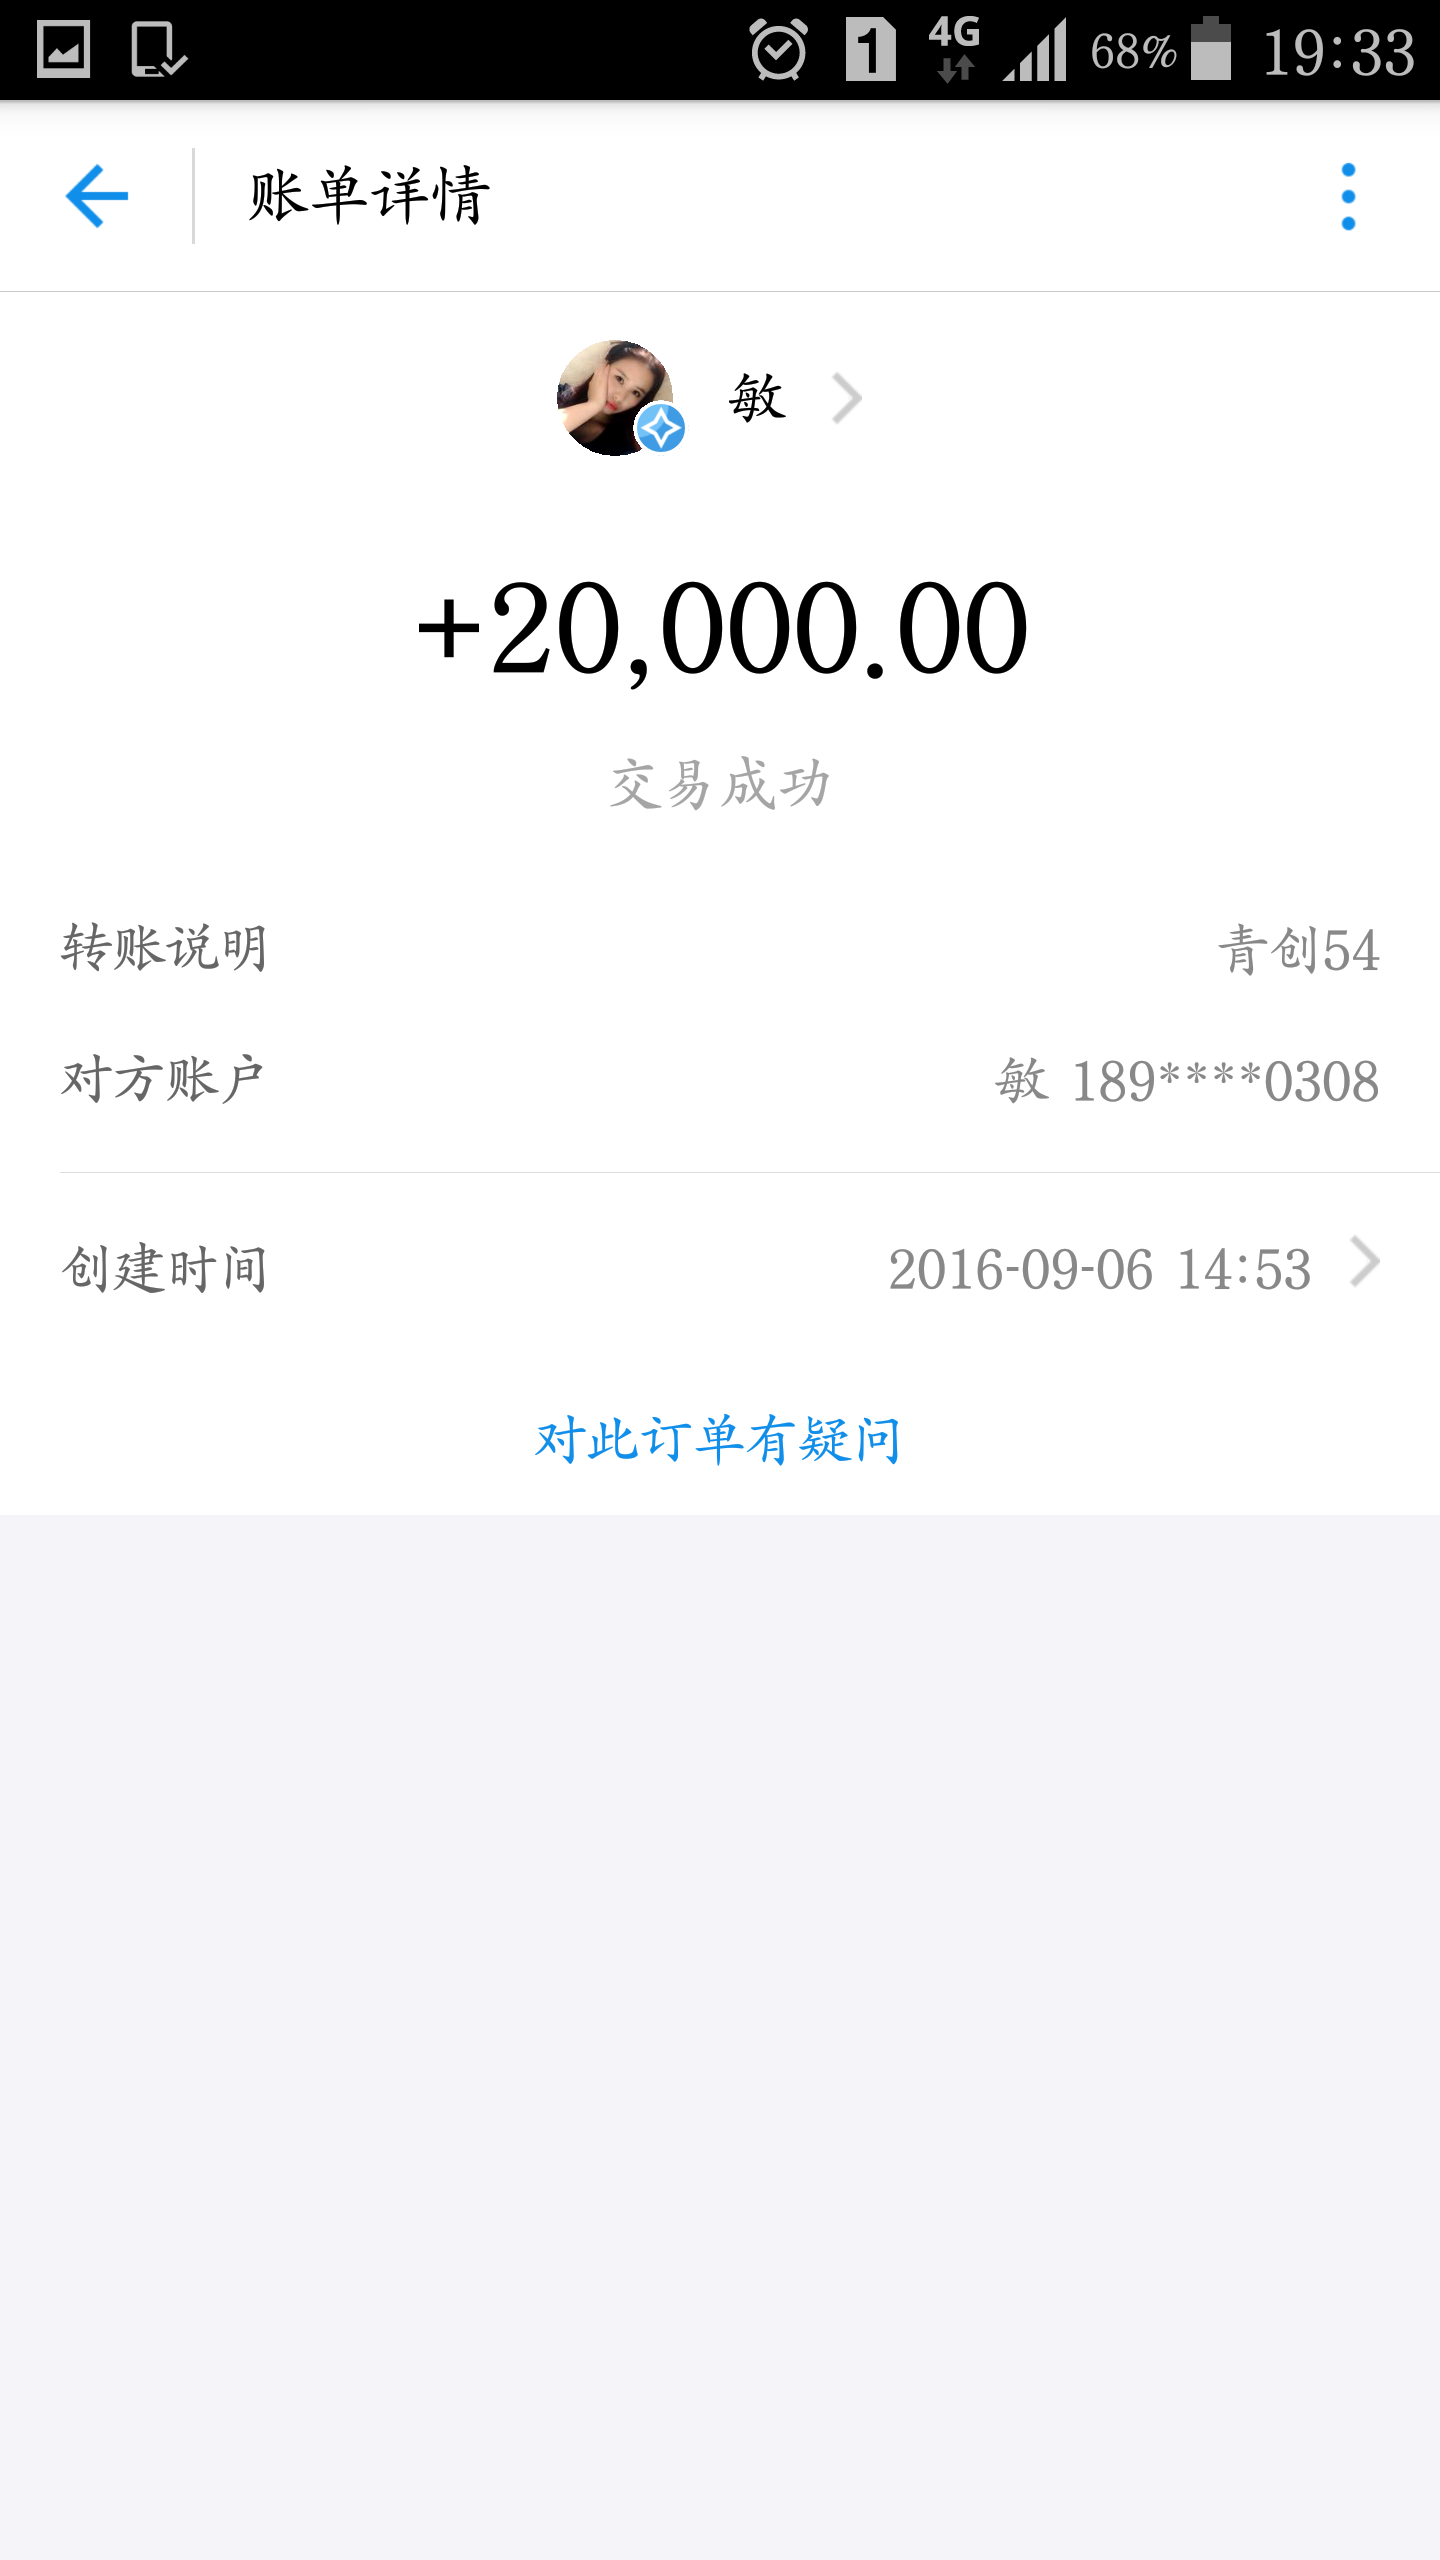 1 4G 68% 19:33
账单详情
敏
+20,000.00
交易成功
转账说明 青创54
对方账户 敏 189****0308
创建时间 2016-09-06 14:53
对此订单有疑问